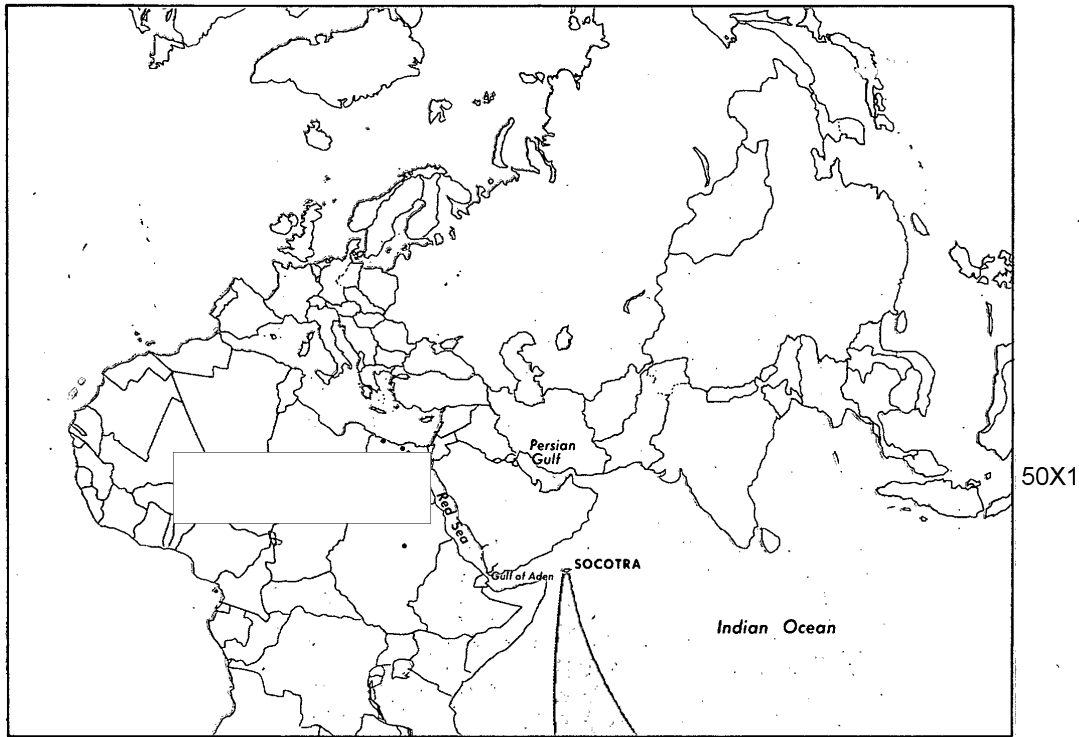 Persian
Gulf
50X1
Red Sea
SOCOTRA
Gulf of Aden
Indian Ocean